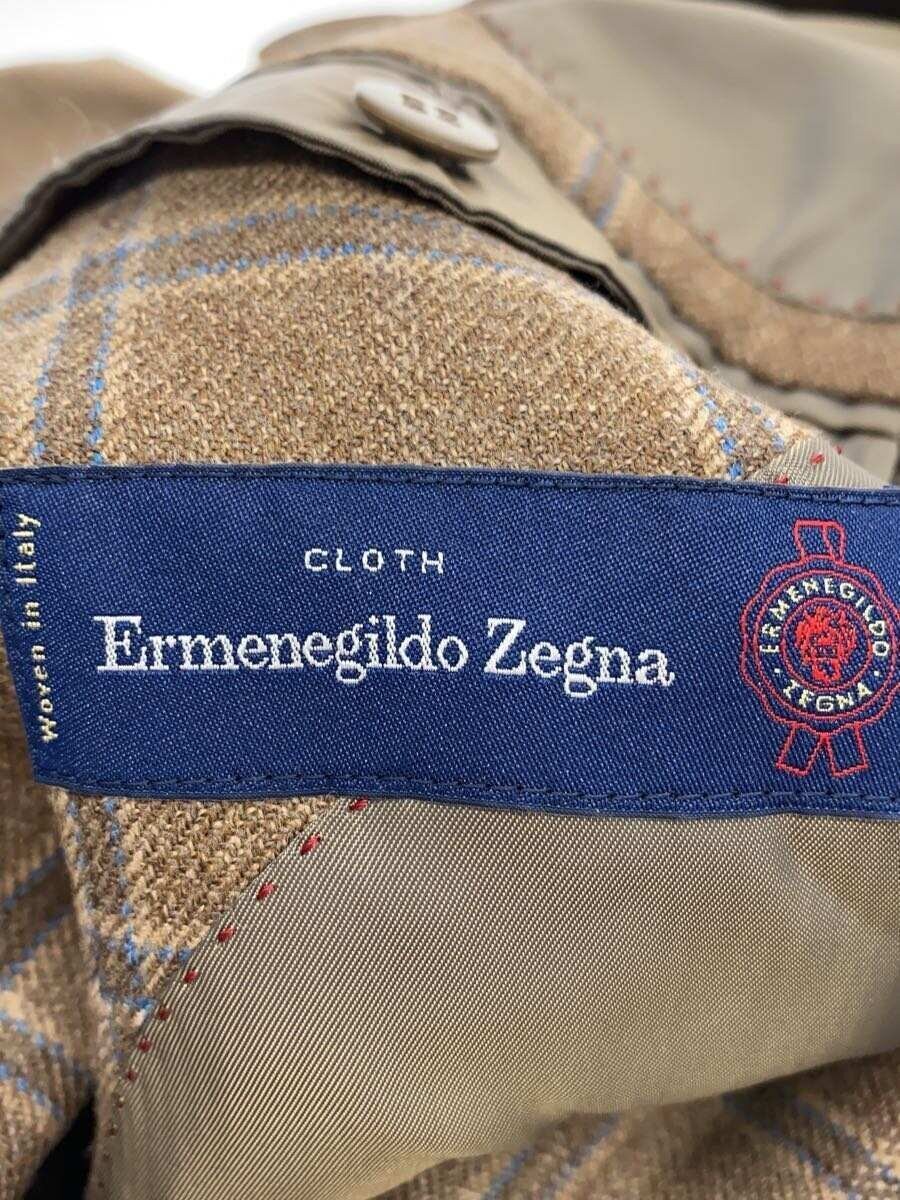 Woven in Italy
CLOTH
Ermenegildo Zegna
ERMENEGILDO
· ZEGNA ·